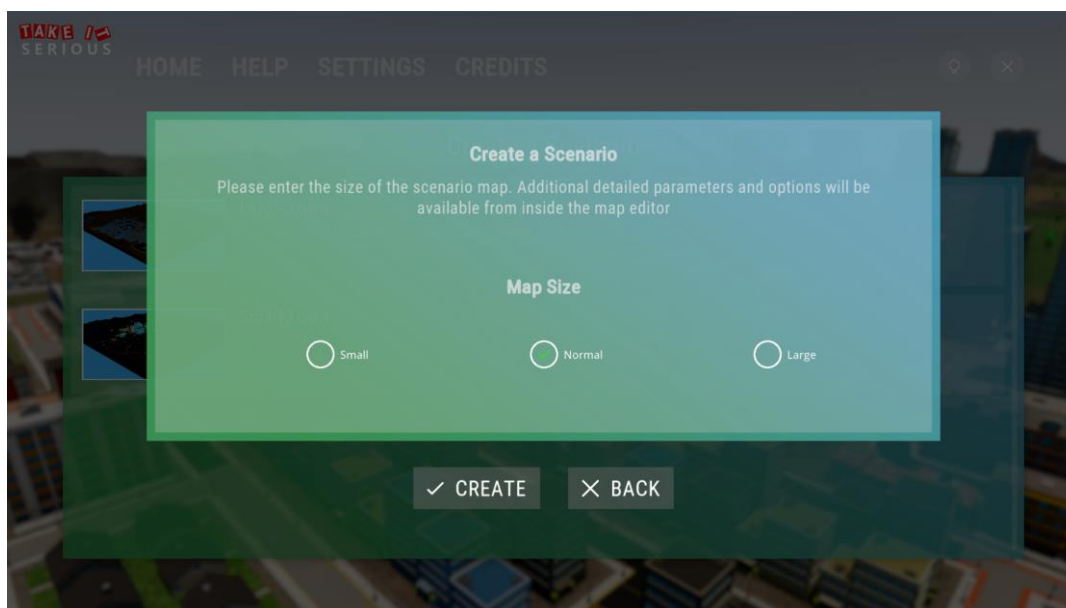 TAKE IT
SERIOUS
HOME HELP SETTINGS CREDITS
Create a Scenario
Please enter the size of the scenario map. Additional detailed parameters and options will be
available from inside the map editor
Map Size
Small Normal Large
CREATE BACK